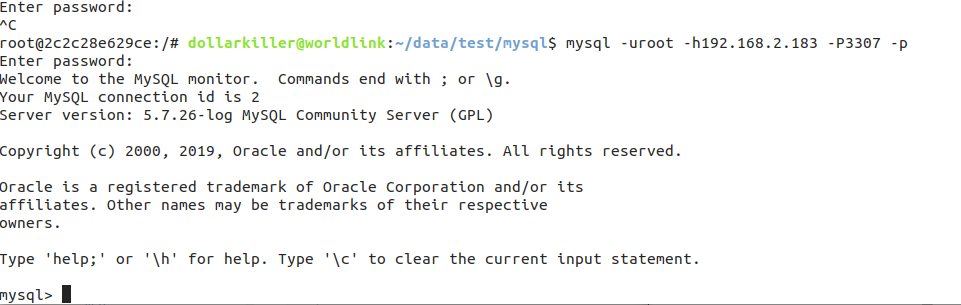 Enter password:
^C
root@2c2c28e629ce:/# dollarkiller@worldlink:~/data/test/mysql$ mysql -uroot -h192.168.2.183 -P3307 -p
Enter password:
Welcome to the MySQL monitor.  Commands end with ; or \g.
Your MySQL connection id is 2
Server version: 5.7.26-log MySQL Community Server (GPL)
Copyright (c) 2000, 2019, Oracle and/or its affiliates. All rights reserved.
Oracle is a registered trademark of Oracle Corporation and/or its
affiliates. Other names may be trademarks of their respective
owners.
Type 'help;' or '\h' for help. Type '\c' to clear the current input statement.
mysql>